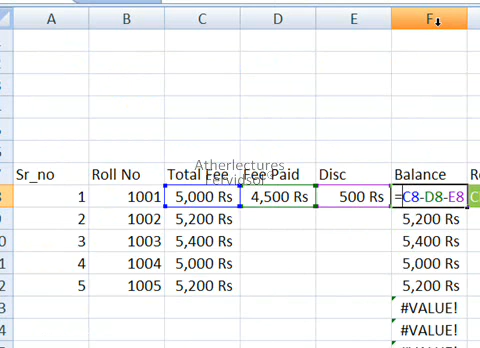 A B C D E F
Atherlectures
Sr_no Roll No Total Fee Fee Paid Disc Balance
Fervidsof
1 1001 5,000 Rs 4,500 Rs 500 Rs =C8-D8-E8
2 1002 5,200 Rs 5,200 Rs
3 1003 5,400 Rs 5,400 Rs
4 1004 5,000 Rs 5,000 Rs
5 1005 5,200 Rs 5,200 Rs
#VALUE!
#VALUE!